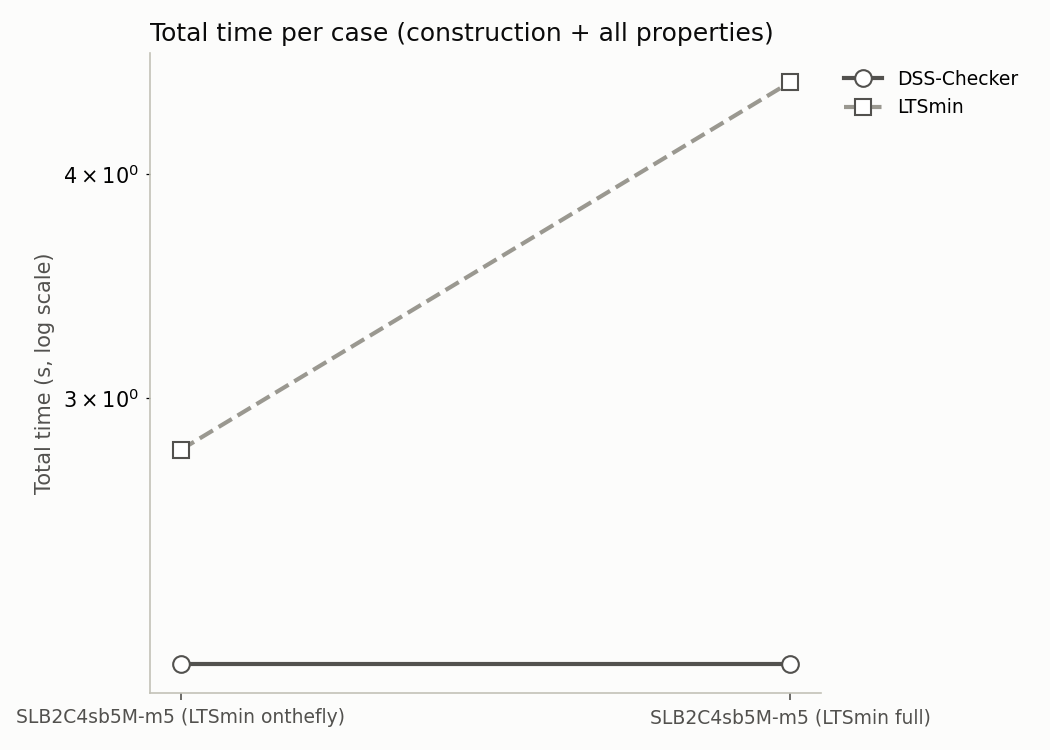 Total time per case (construction + all properties)
DSS-Checker
LTSmin
4 × 10⁰
3 × 10⁰
Total time (s, log scale)
SLB2C4sb5M-m5 (LTSmin onthefly)
SLB2C4sb5M-m5 (LTSmin full)